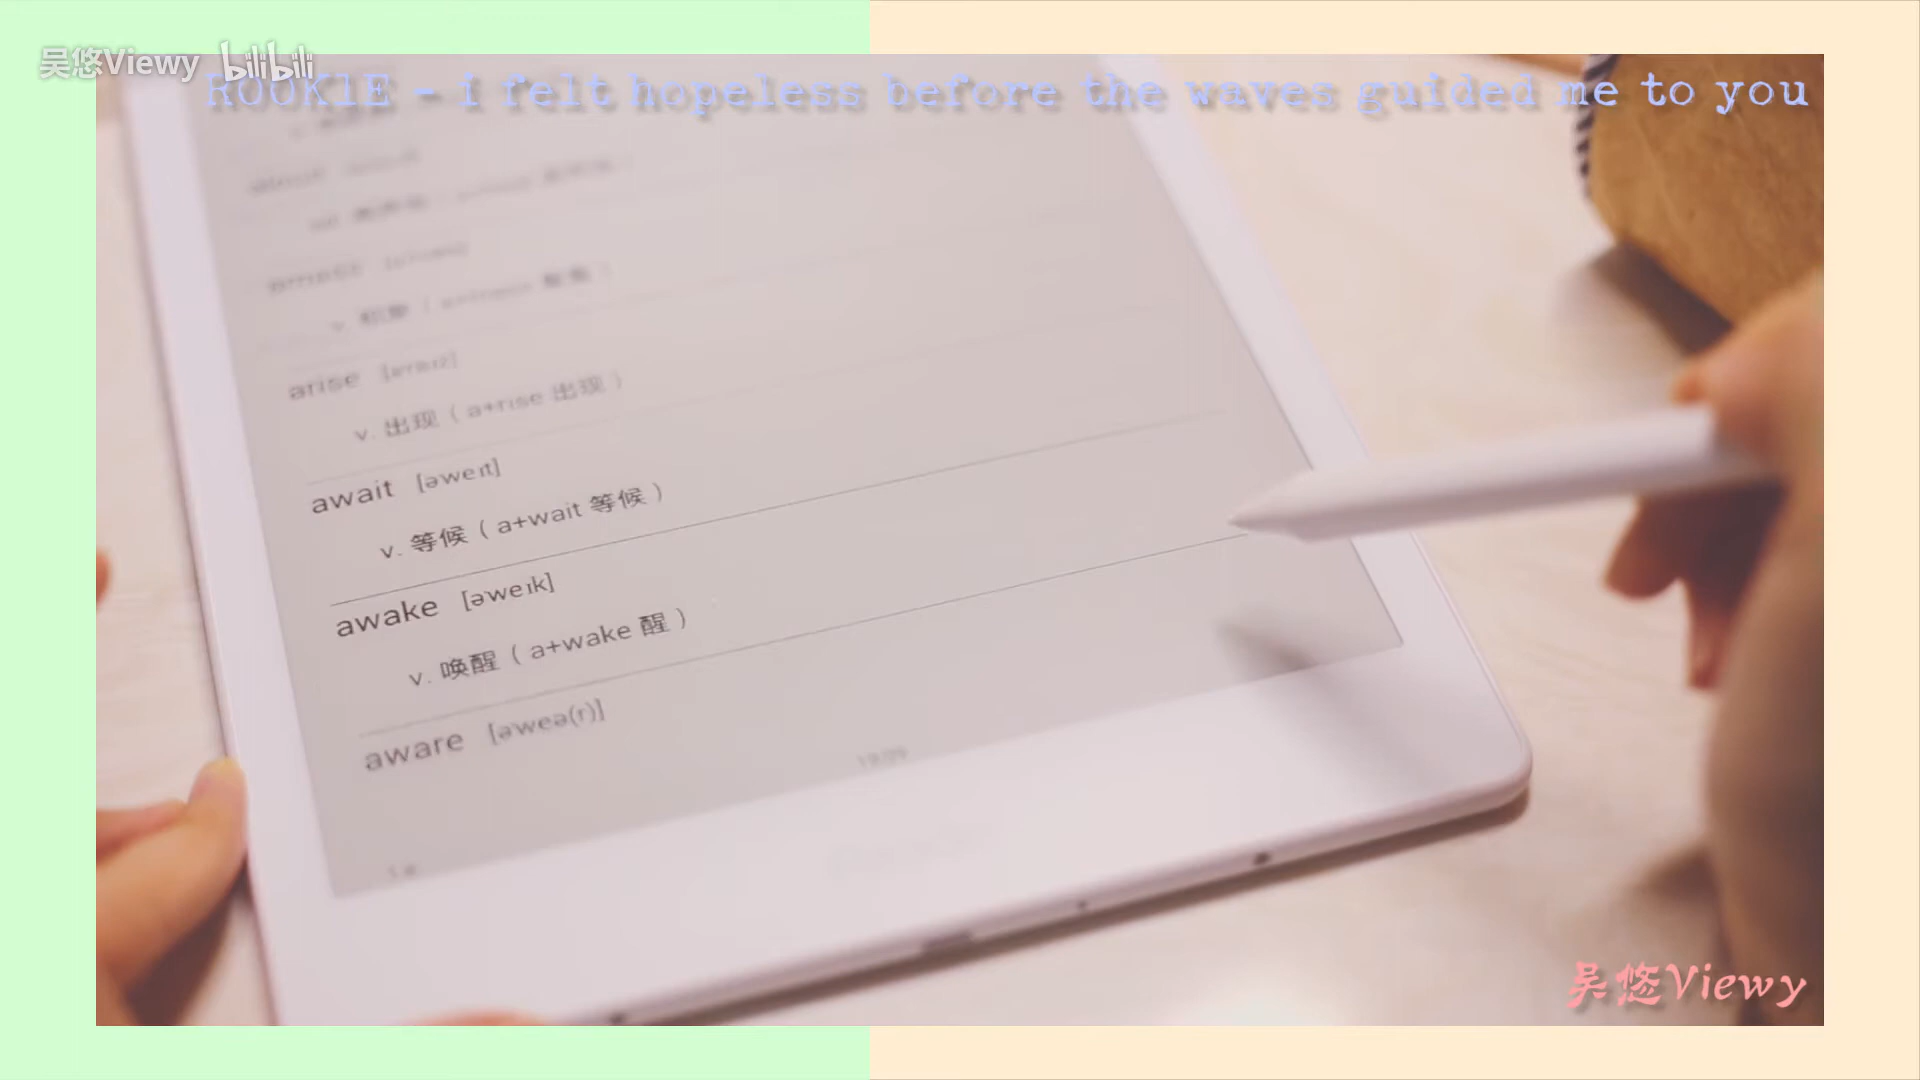 吴悠Viewy bilibili
ROOK1E - i felt hopeless before the waves guided me to you
arise
v. 出现（a+rise 出现）
await [əweɪt]
v. 等候（a+wait 等候）
awake [əweɪk]
v. 唤醒（a+wake 醒）
aware [əweə(r)]
吴悠Viewy